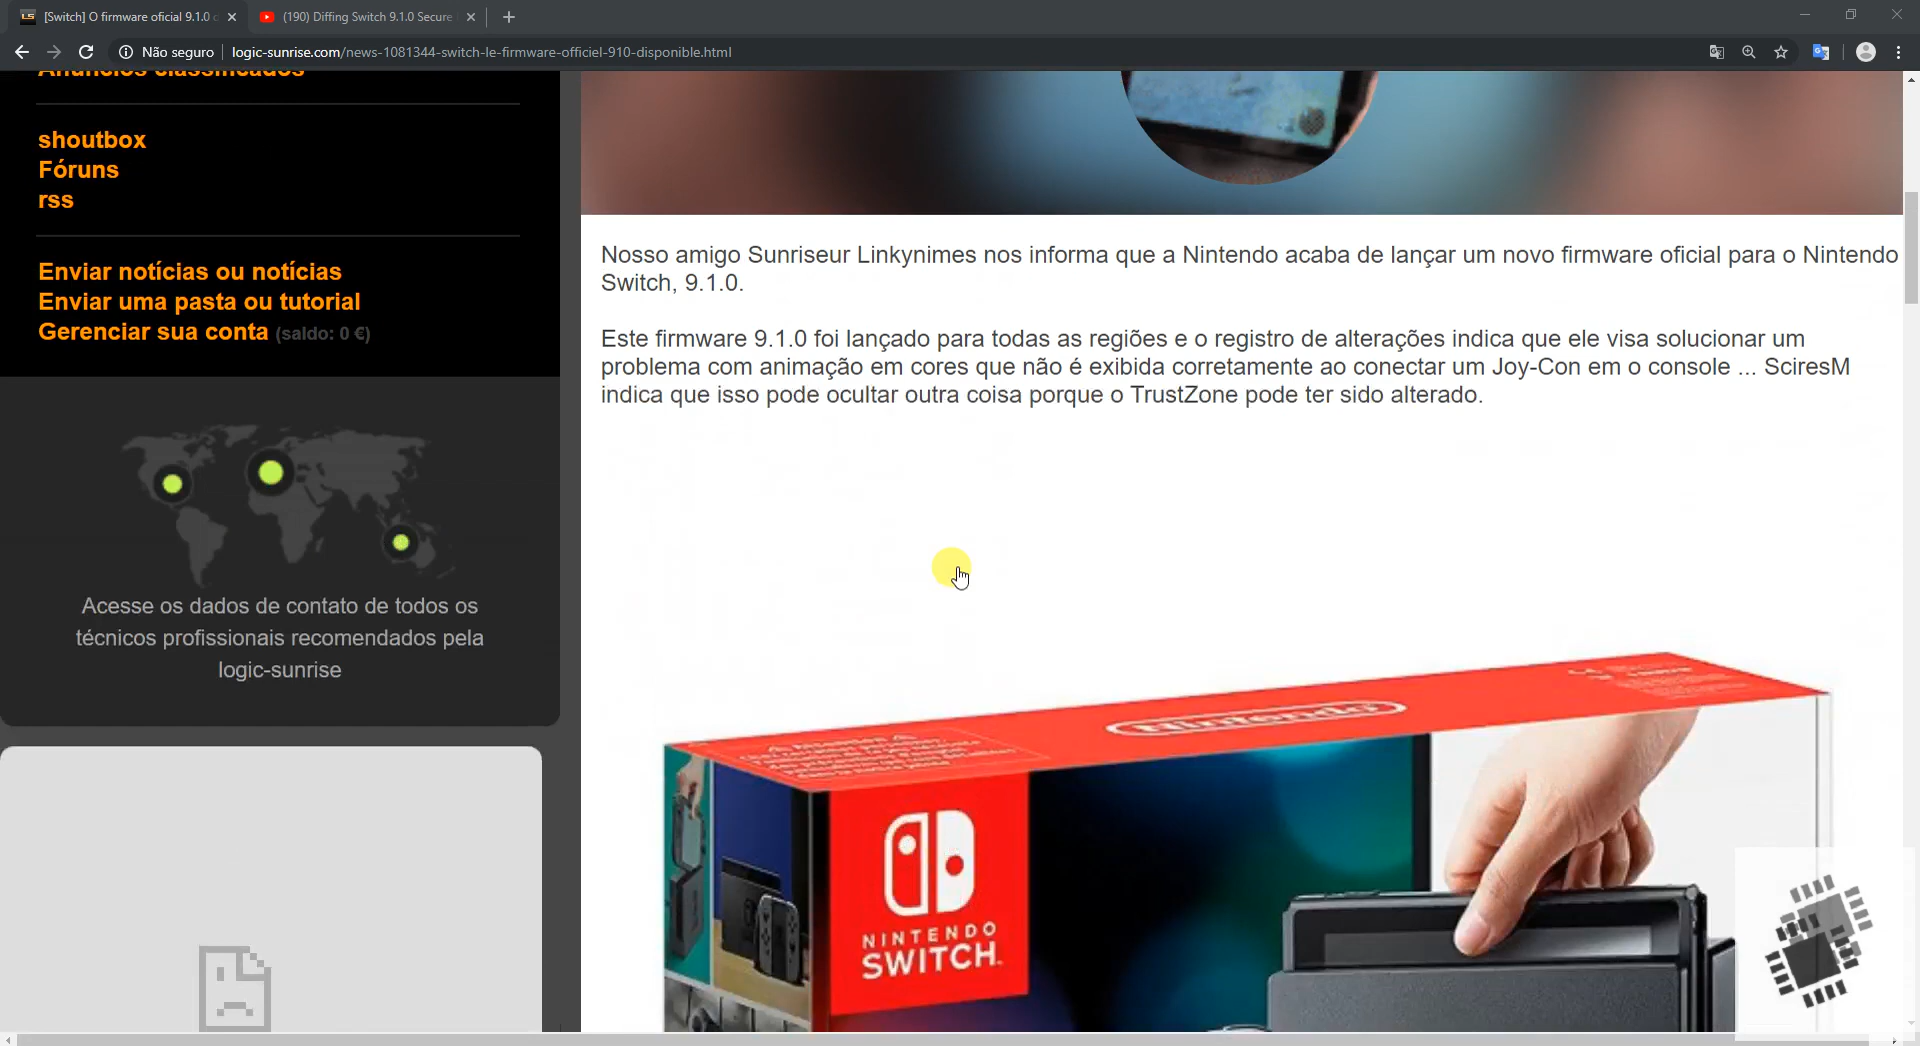 [Switch] O firmware oficial 9.1.0
(190) Diffing Switch 9.1.0 Secure
Não seguro
logic-sunrise.com/news-1081344-switch-le-firmware-officiel-910-disponible.html
Anúncios classificados
shoutbox
Fóruns
rss
Enviar notícias ou notícias
Enviar uma pasta ou tutorial
Gerenciar sua conta (saldo: 0 €)
Acesse os dados de contato de todos os
técnicos profissionais recomendados pela
logic-sunrise
Nosso amigo Sunriseur Linkynimes nos informa que a Nintendo acaba de lançar um novo firmware oficial para o Nintendo
Switch, 9.1.0.
Este firmware 9.1.0 foi lançado para todas as regiões e o registro de alterações indica que ele visa solucionar um
problema com animação em cores que não é exibida corretamente ao conectar um Joy-Con em o console ... SciresM
indica que isso pode ocultar outra coisa porque o TrustZone pode ter sido alterado.
Nintendo
NINTENDO
SWITCH